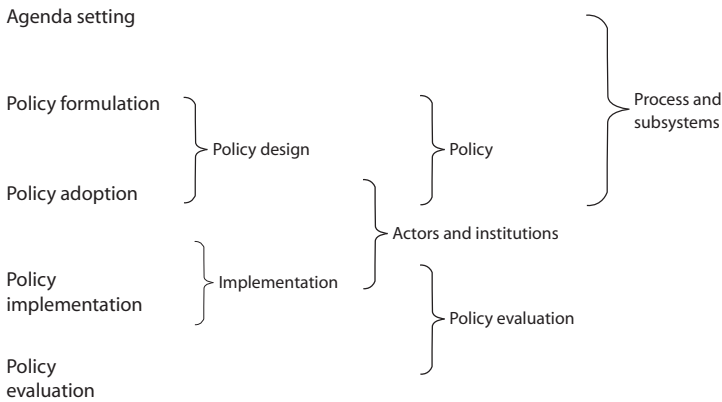 Agenda setting
Policy formulation
Process and
subsystems
Policy design
Policy
Policy adoption
Actors and institutions
Policy
implementation
Implementation
Policy evaluation
Policy
evaluation